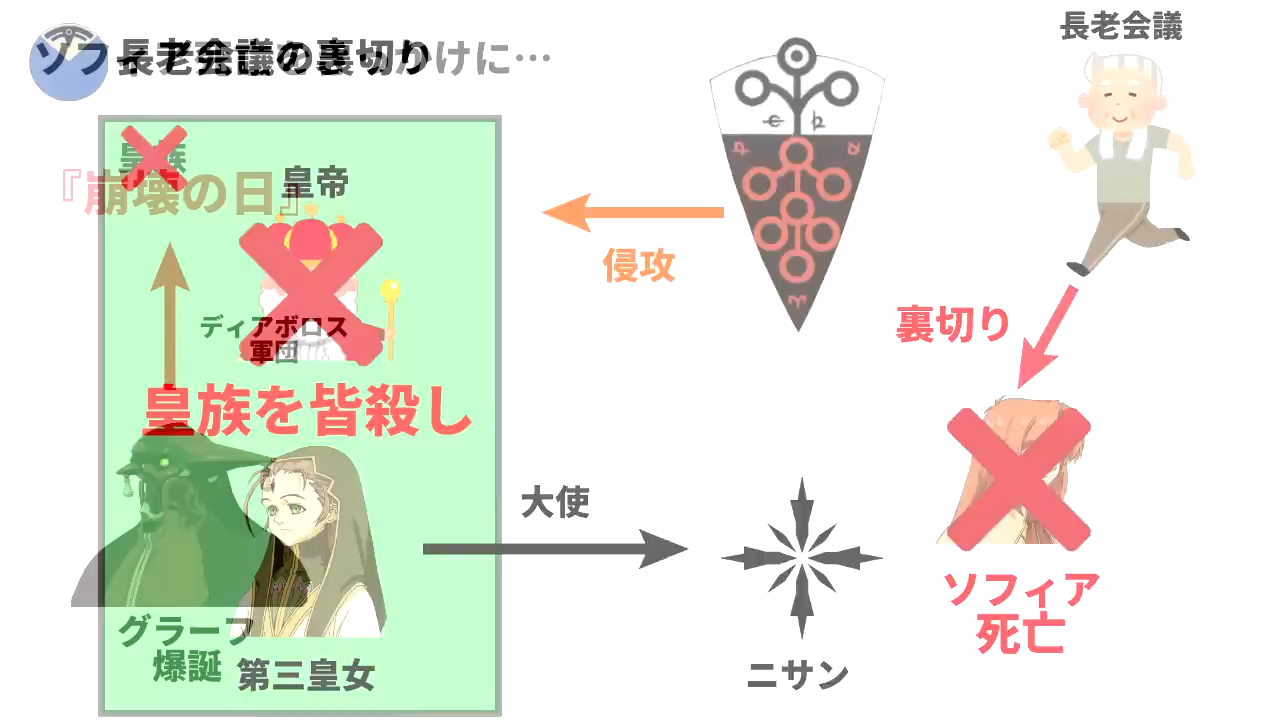 長老会議の裏切り
長老会議
『崩壊の日』
皇族
皇帝
侵攻
裏切り
ディアボロス
軍団
皇族を皆殺し
大使
ソフィア
死亡
グラーフ
爆誕
第三皇女
ニサン